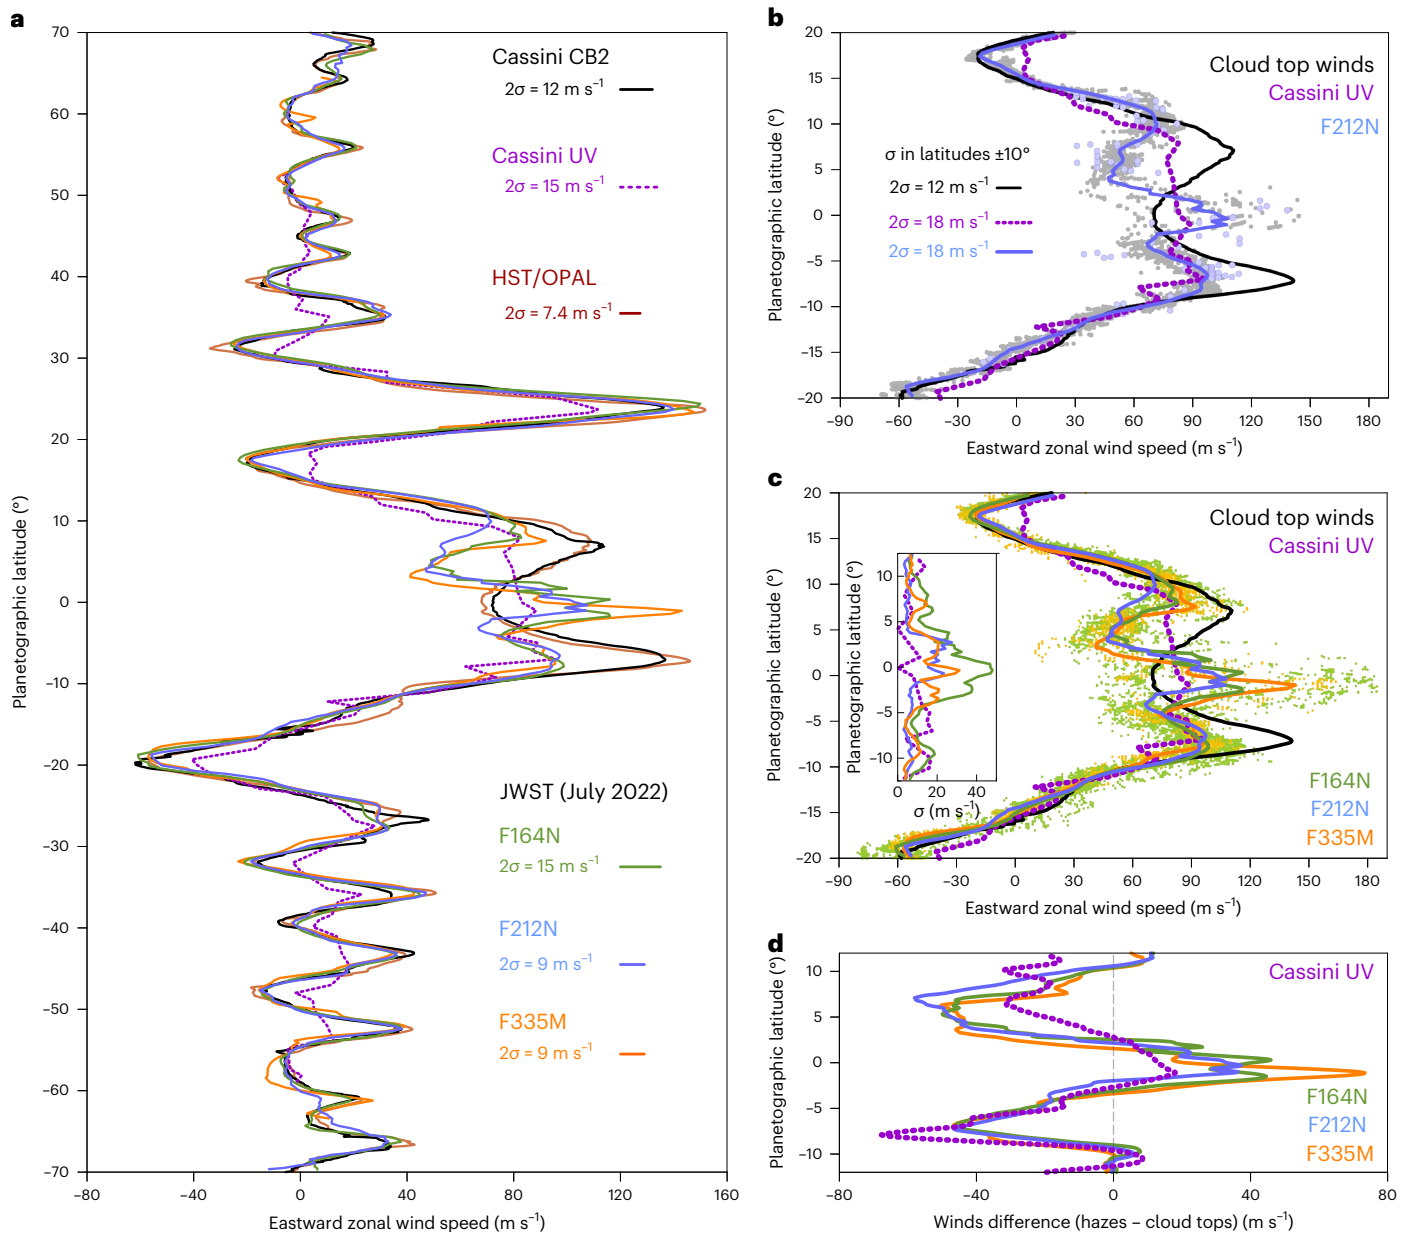 a
70
60
50
40
30
20
10
0
−10
−20
−30
−40
−50
−60
−70
Planetographic latitude (°)
−80
−40
0
40
80
120
160
Eastward zonal wind speed (m s−1)
Cassini CB2
2σ = 12 m s−1
Cassini UV
2σ = 15 m s−1
HST/OPAL
2σ = 7.4 m s−1
JWST (July 2022)
F164N
2σ = 15 m s−1
F212N
2σ = 9 m s−1
F335M
2σ = 9 m s−1
b
20
15
10
5
0
−5
−10
−15
−20
Planetographic latitude (°)
Cloud top winds
Cassini UV
F212N
σ in latitudes ±10°
2σ = 12 m s−1
2σ = 18 m s−1
2σ = 18 m s−1
−90
−60
−30
0
30
60
90
120
150
180
Eastward zonal wind speed (m s−1)
c
20
15
10
5
0
−5
−10
−15
−20
Planetographic latitude (°)
Cloud top winds
Cassini UV
Planetographic latitude (°)
10
5
0
−5
−10
0
20
40
σ (m s−1)
F164N
F212N
F335M
−90
−60
−30
0
30
60
90
120
150
180
Eastward zonal wind speed (m s−1)
d
10
5
0
−5
−10
Planetographic latitude (°)
Cassini UV
F164N
F212N
F335M
−80
−40
0
40
80
Winds difference (hazes – cloud tops) (m s−1)